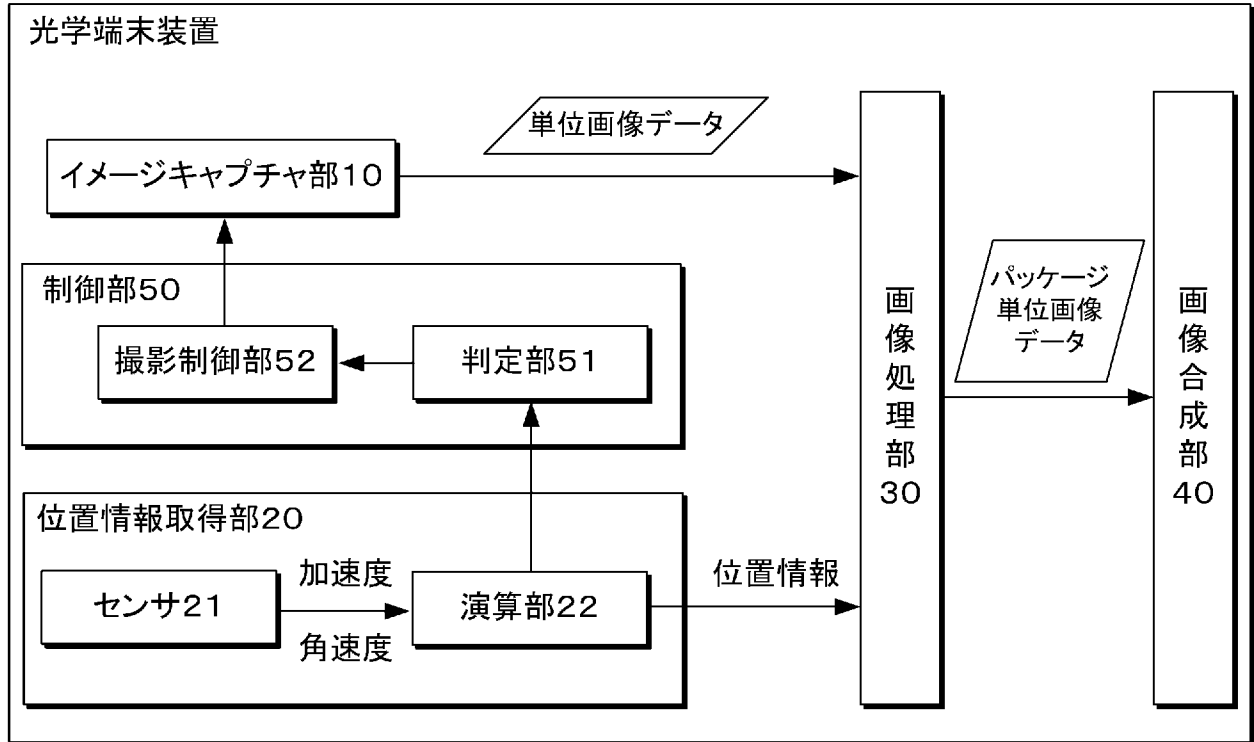 光学端末装置
単位画像データ
イメージキャプチャ部10
制御部50
撮影制御部52
判定部51
位置情報取得部20
センサ21
加速度
角速度
演算部22
位置情報
画像処理部30
パッケージ
単位画像
データ
画像合成部40